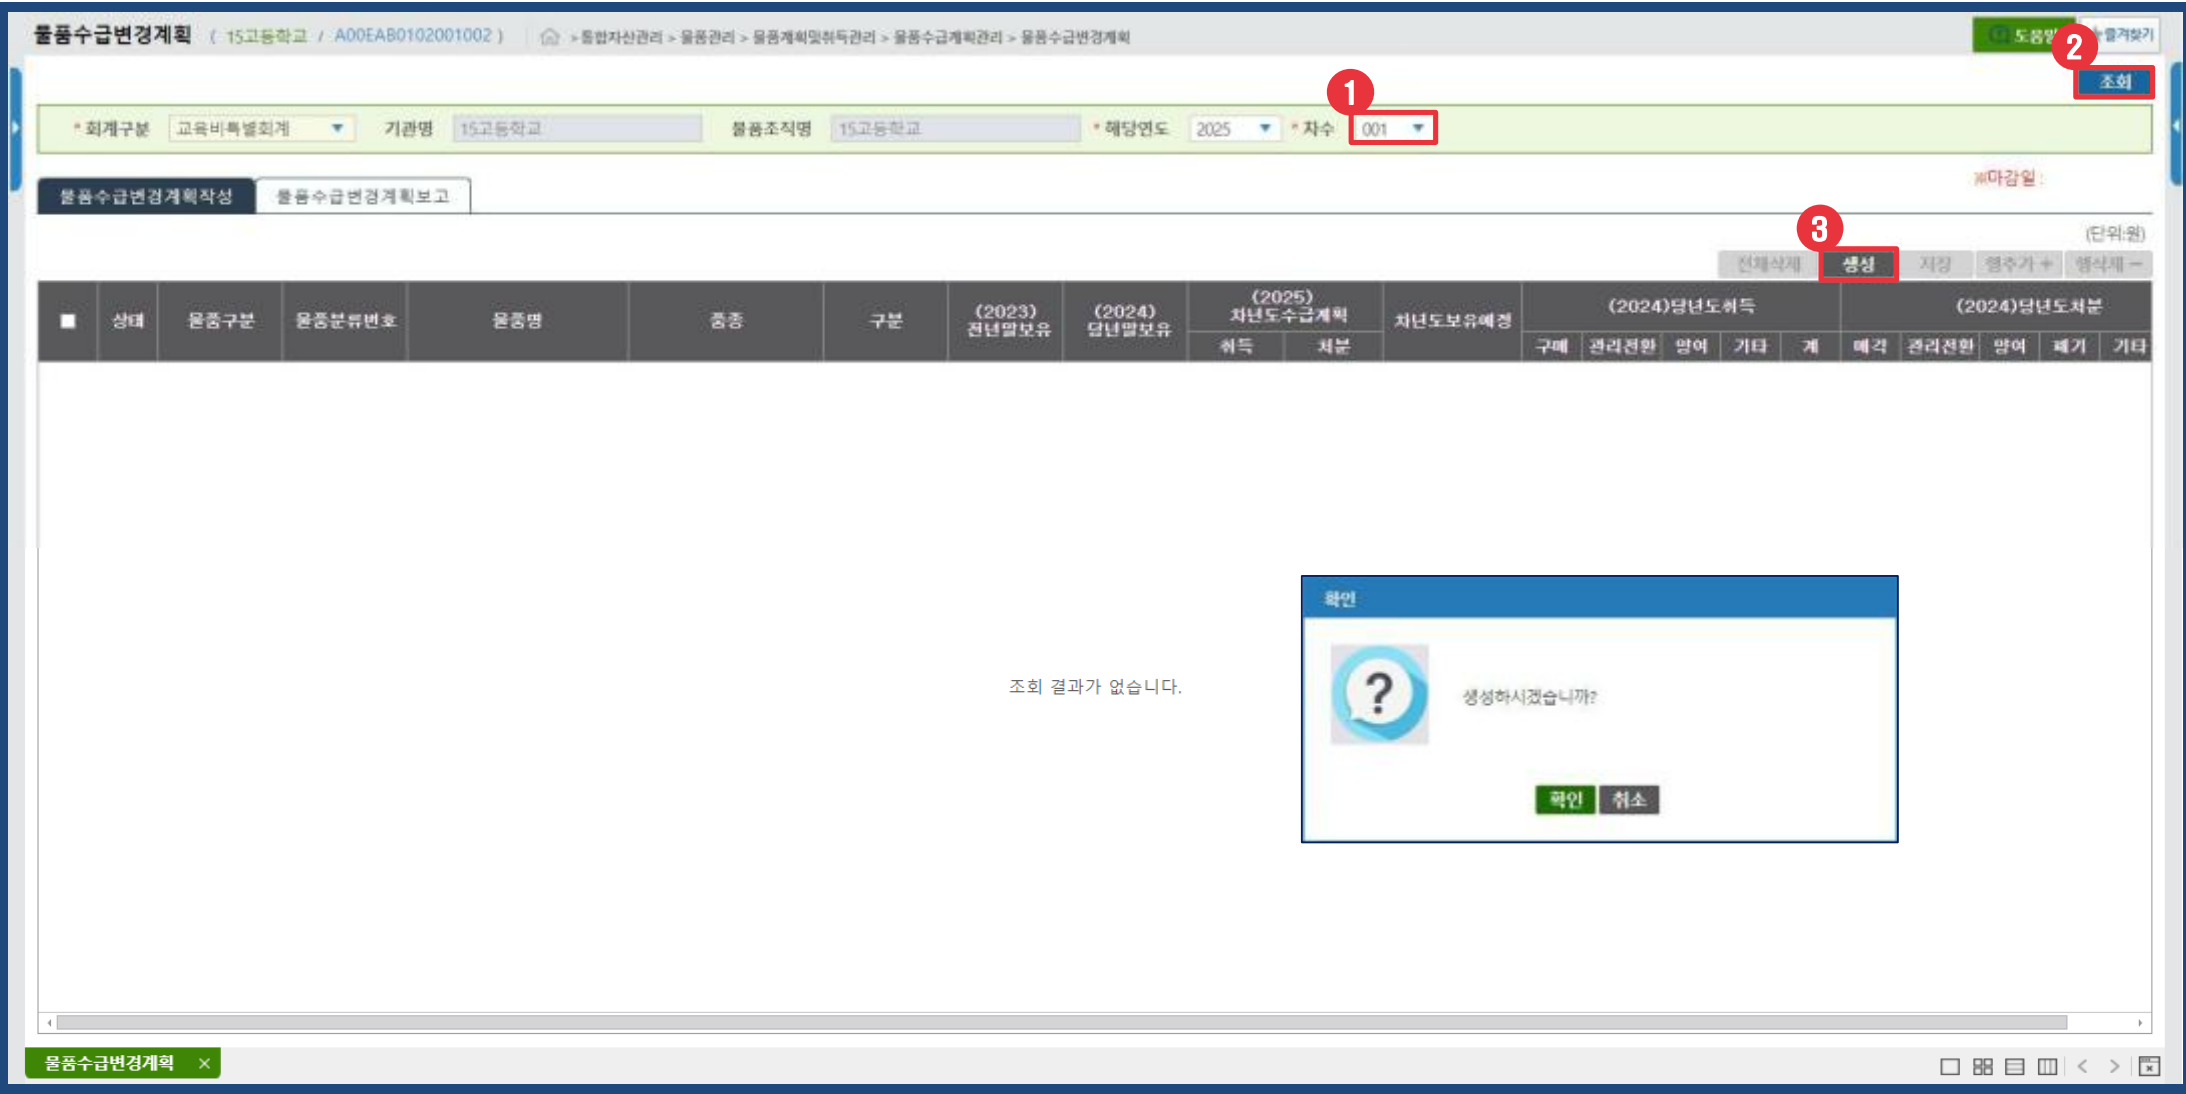 물품수급변경계획 ( 15고등학교 / A00EAB0102001002 ) > 통합자산관리 > 물품관리 > 물품계획및취득관리 > 물품수급계획관리 > 물품수급변경계획
즐겨찾기
2
조회
1
* 회계구분 교육비특별회계 기관명 15고등학교 물품조직명 15고등학교 * 해당연도 2025 * 차수 001
※마감일 :
물품수급변경계획작성 물품수급변경계획보고
3
(단위:원)
전체삭제 생성 저장 행추가 + 행삭제 −
상태 물품구분 물품분류번호 물품명 품종 구분 (2023) 전년말보유 (2024) 당년말보유 (2025) 차년도수급계획 차년도보유예정 (2024)당년도취득 (2024)당년도처분
취득 처분 구매 관리전환 양여 기타 계 매각 관리전환 양여 폐기 기타
확인
조회 결과가 없습니다.
?
생성하시겠습니까?
확인 취소
물품수급변경계획 ×